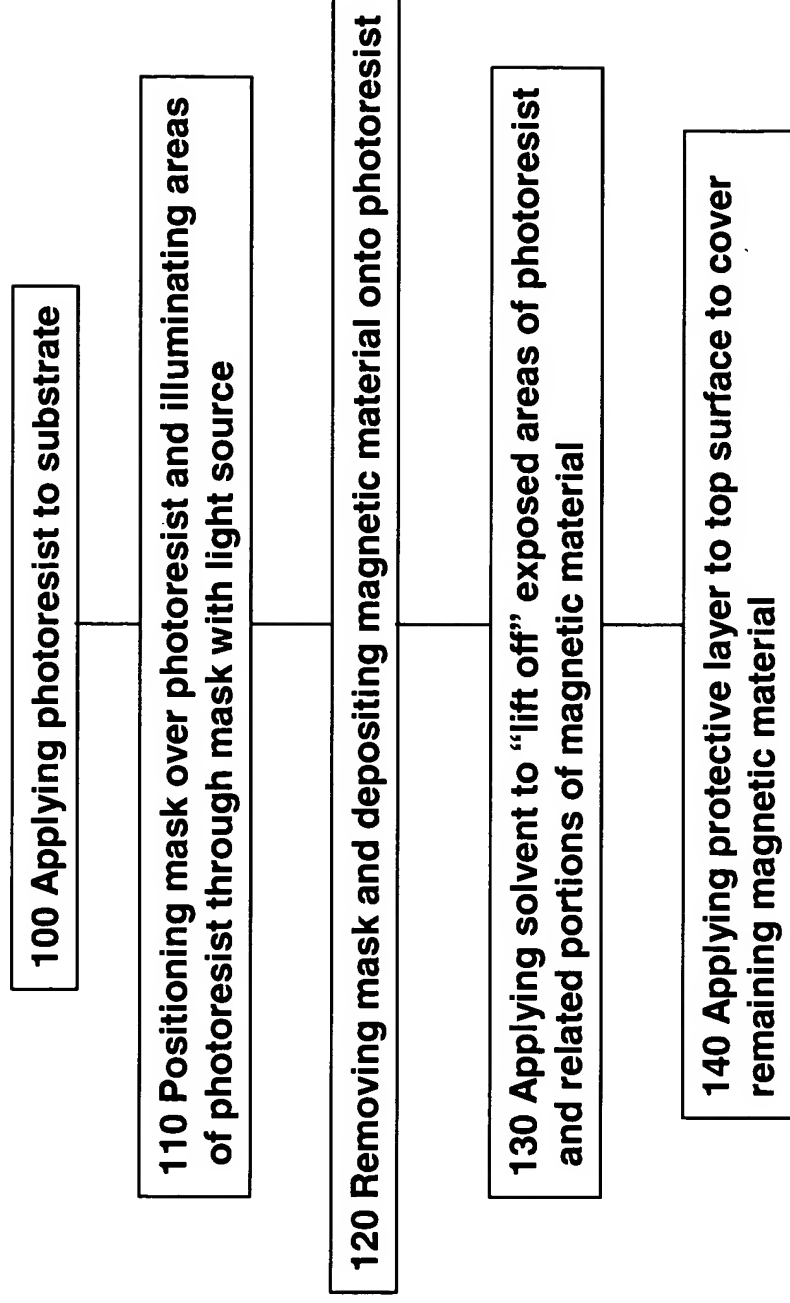 100 Applying photoresist to substrate
110 Positioning mask over photoresist and illuminating areas
of photoresist through mask with light source
120 Removing mask and depositing magnetic material onto photoresist
130 Applying solvent to “lift off” exposed areas of photoresist
and related portions of magnetic material
140 Applying protective layer to top surface to cover
remaining magnetic material